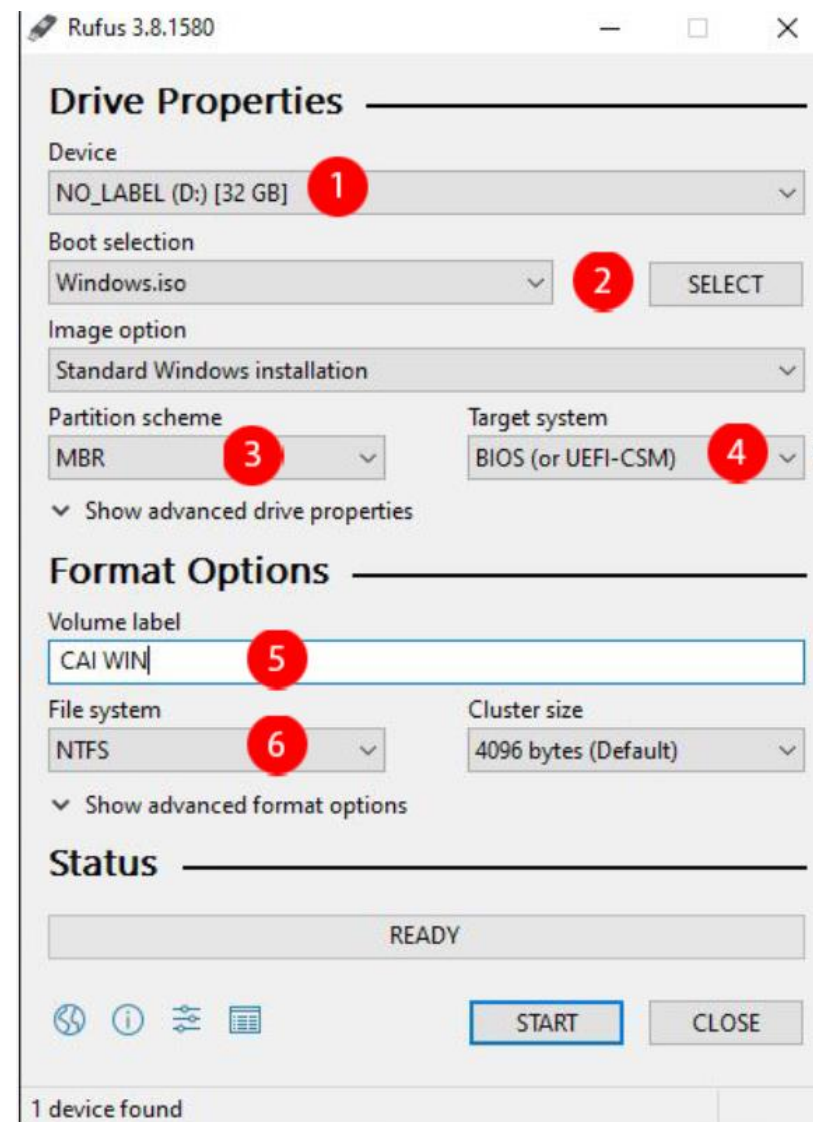 Rufus 3.8.1580
Drive Properties
Device
NO_LABEL (D:) [32 GB] 1
Boot selection
Windows.iso 2 SELECT
Image option
Standard Windows installation
Partition scheme Target system
MBR 3 BIOS (or UEFI-CSM) 4
Show advanced drive properties
Format Options
Volume label
CAI WIN 5
File system Cluster size
NTFS 6 4096 bytes (Default)
Show advanced format options
Status
READY
START CLOSE
1 device found